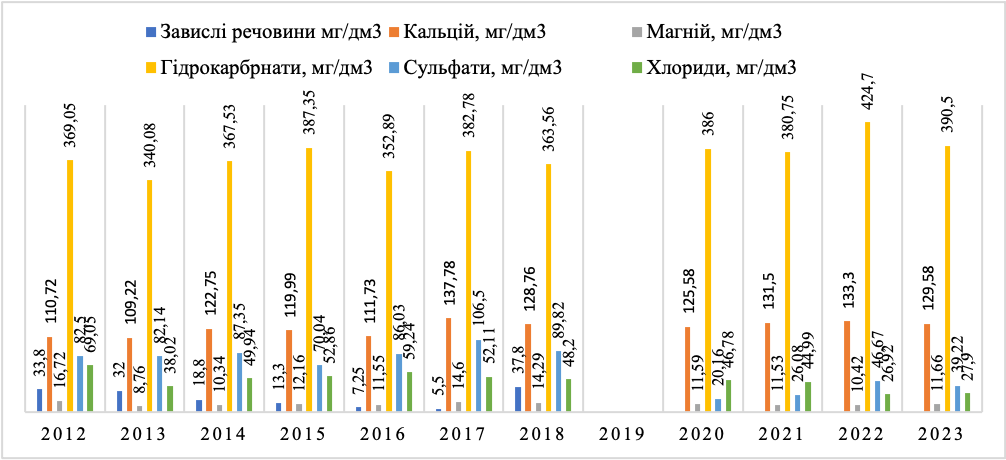 Завислі речовини мг/дм3 Кальцій, мг/дм3 Магній, мг/дм3
Гідрокарбрнати, мг/дм3 Сульфати, мг/дм3 Хлориди, мг/дм3
33,8 110,72 16,72 369,05 82,5 69,05
32 109,22 8,76 340,08 82,14 38,02
18,8 122,75 10,34 367,53 87,35 49,94
13,3 119,99 12,16 387,35 70,04 52,86
7,25 111,73 11,55 352,89 86,03 59,24
5,5 137,78 14,6 382,78 106,5 52,11
37,8 128,76 14,29 363,56 89,82 48,2
125,58 11,59 386 20,16 46,78
131,5 11,53 380,75 26,08 44,99
133,3 10,42 424,7 46,67 26,92
129,58 11,66 390,5 39,22 27,9
2012 2013 2014 2015 2016 2017 2018 2019 2020 2021 2022 2023